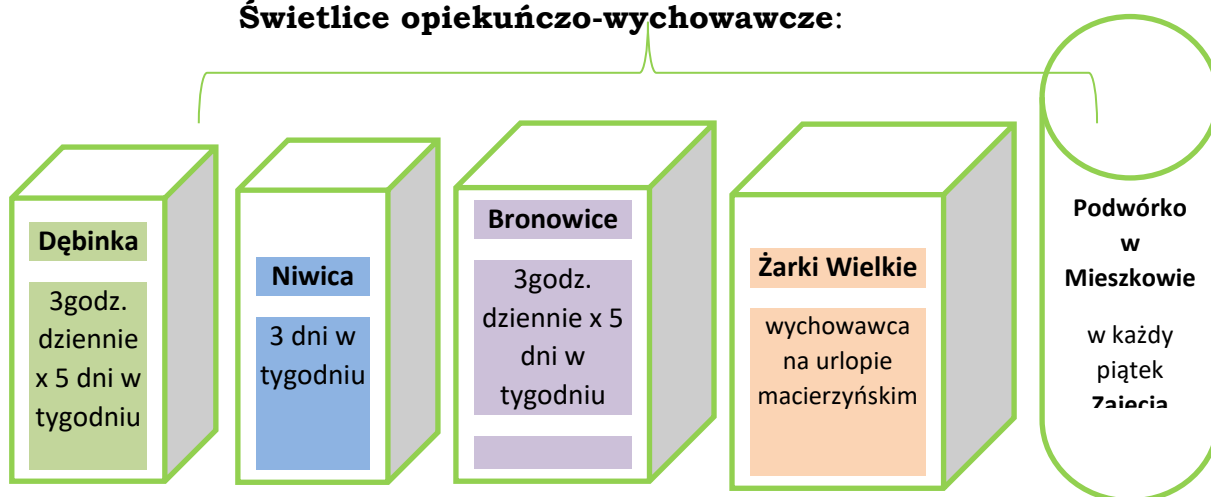 Świetlice opiekuńczo-wychowawcze:
Dębinka
3godz.
dziennie
x 5 dni w
tygodniu
Niwica
3 dni w
tygodniu
Bronowice
3godz.
dziennie x 5
dni w
tygodniu
Żarki Wielkie
wychowawca
na urlopie
macierzyńskim
Podwórko
w
Mieszkowie
w każdy
piątek
Zajęcia